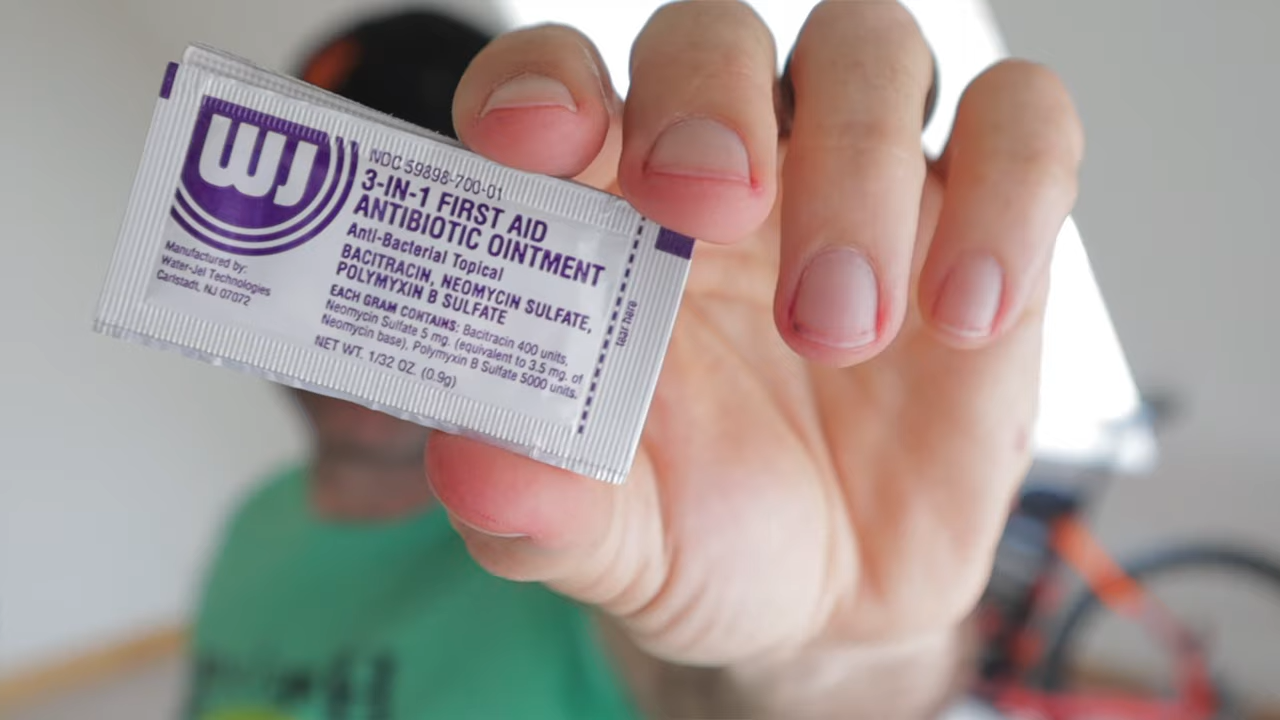 WJ
NDC 59898-700-01
3-IN-1 FIRST AID
ANTIBIOTIC OINTMENT
Anti-Bacterial Topical
BACITRACIN, NEOMYCIN SULFATE,
POLYMYXIN B SULFATE
EACH GRAM CONTAINS: Bacitracin 400 units,
Neomycin Sulfate 5 mg. (equivalent to 3.5 mg. of
Neomycin base), Polymyxin B Sulfate 5000 units.
NET WT. 1/32 OZ. (0.9g)
Manufactured by:
Water-Jel Technologies
Carlstadt, NJ 07072
tear here